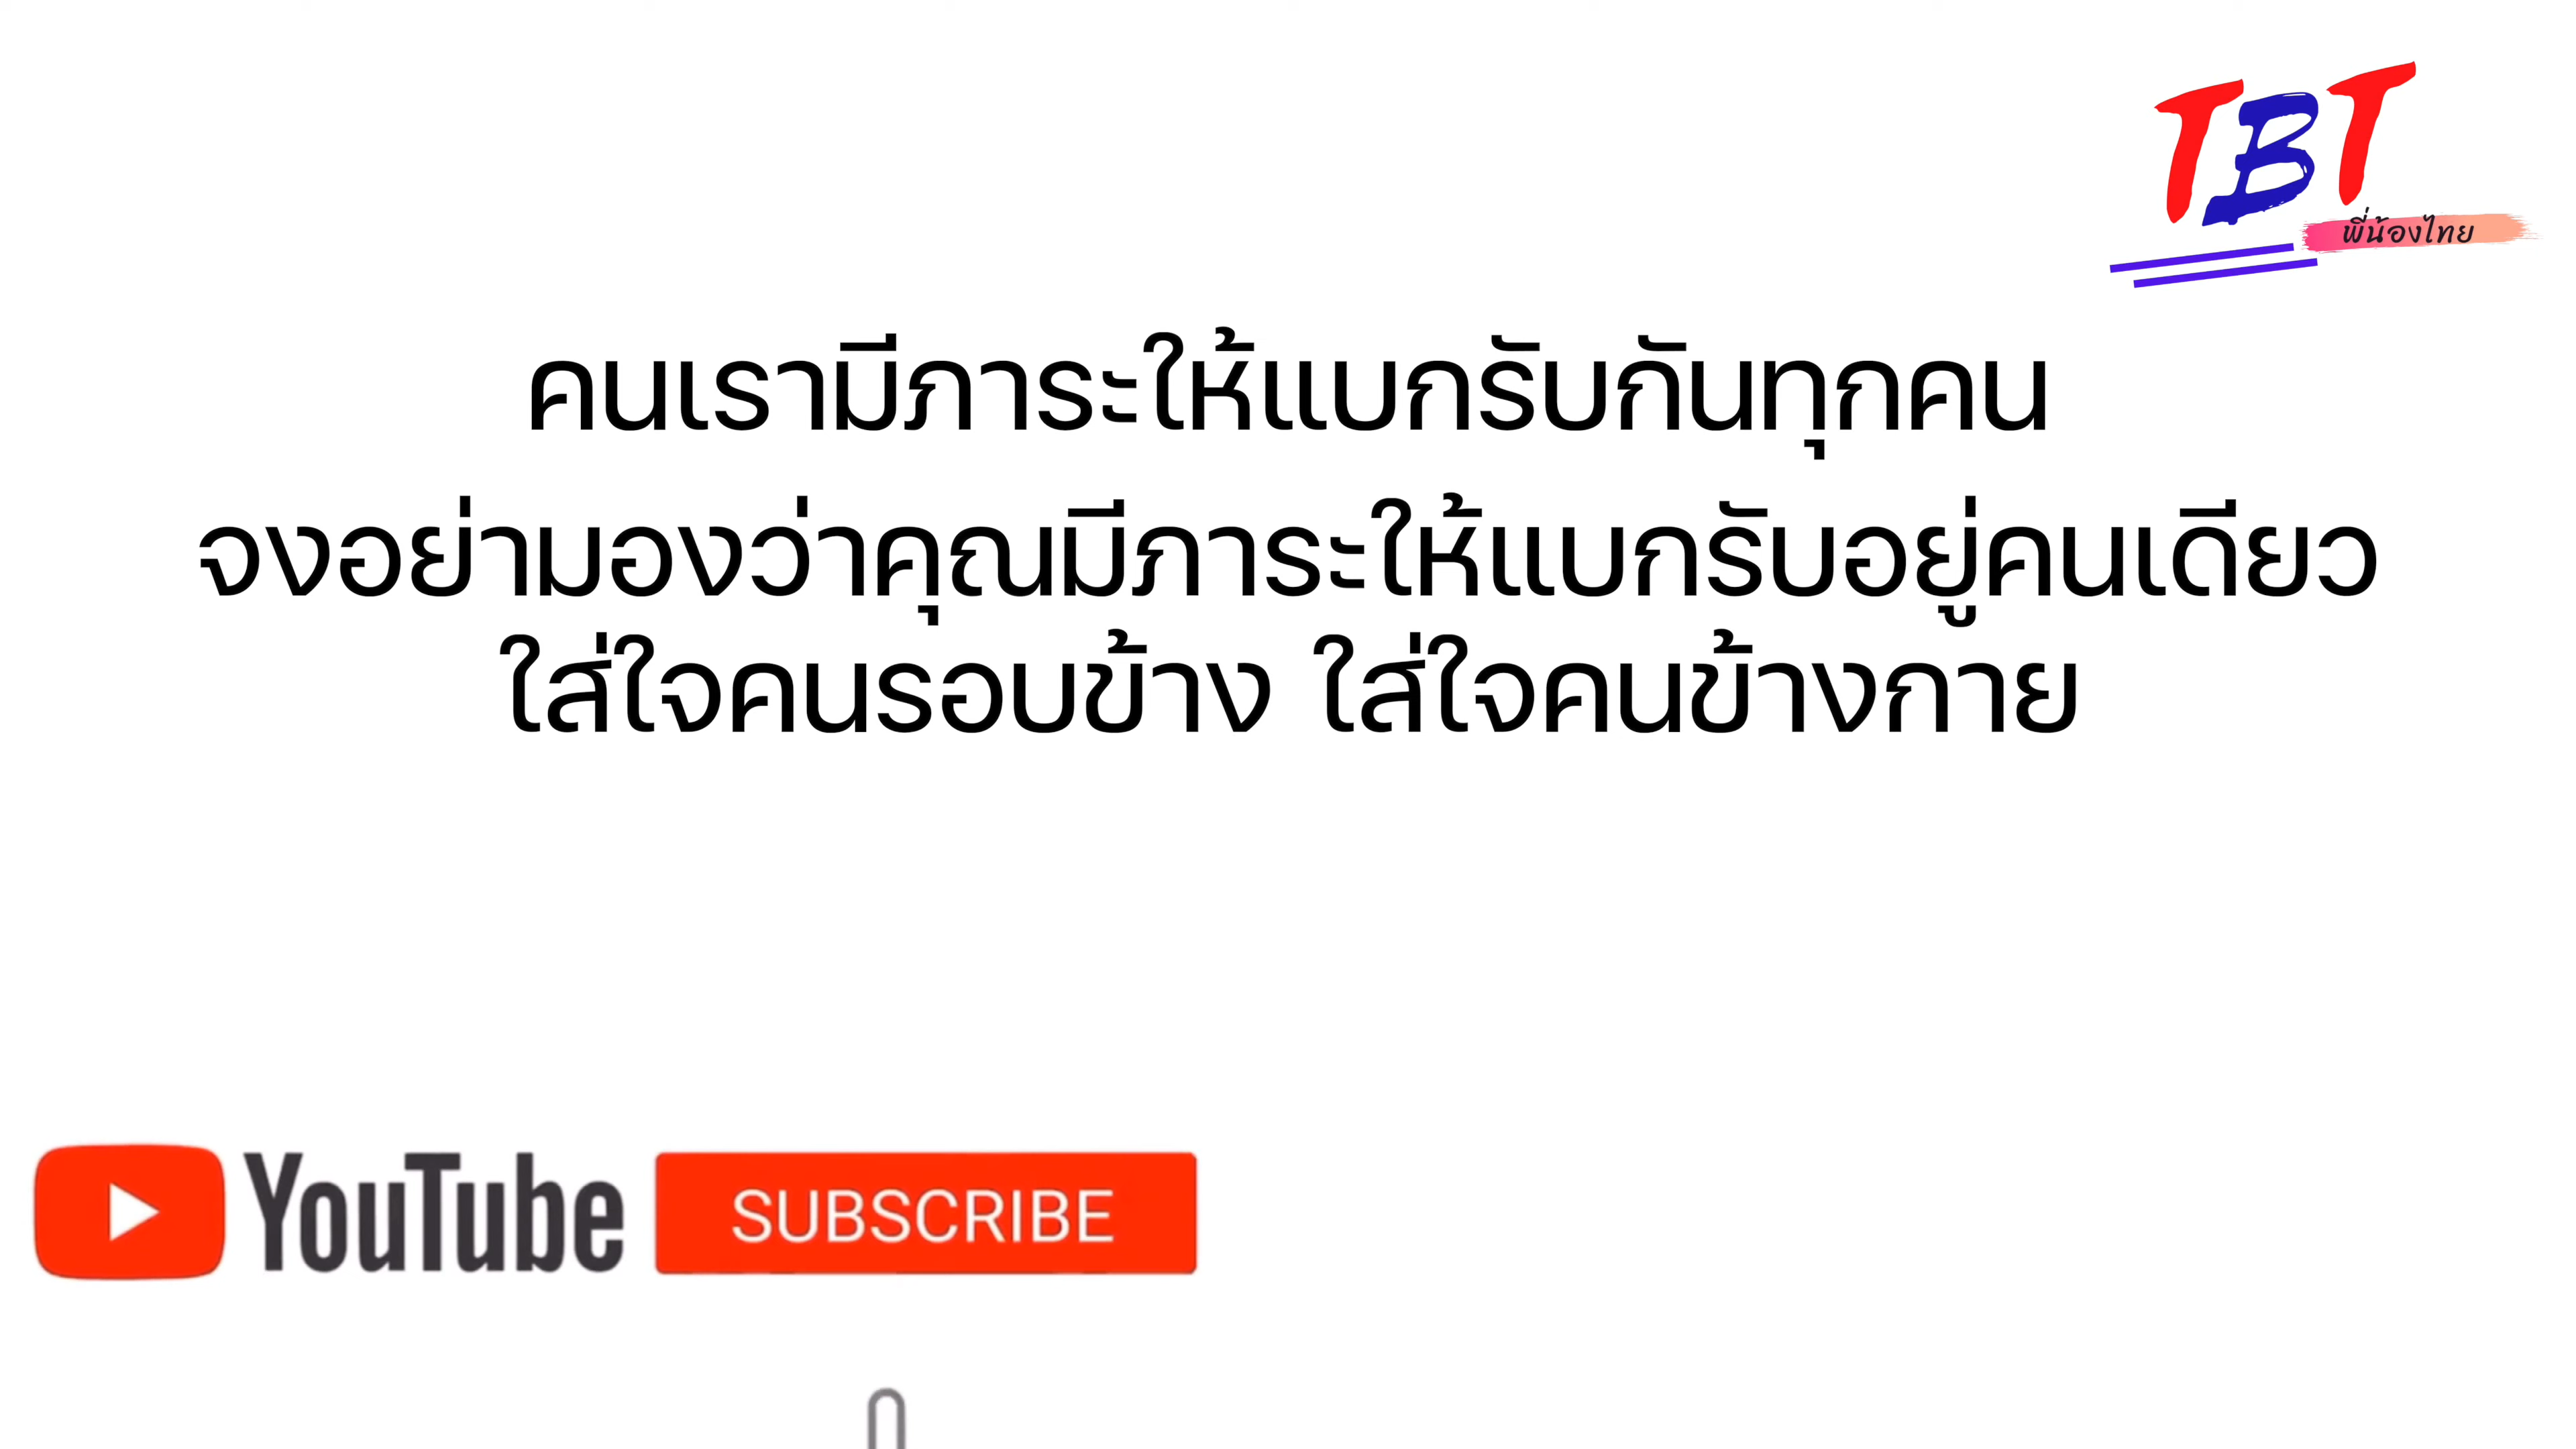 TBT
พี่น้องไทย
คนเรามีภาระให้แบกรับกันทุกคน
จงอย่ามองว่าคุณมีภาระให้แบกรับอยู่คนเดียว
ใส่ใจคนรอบข้าง ใส่ใจคนข้างกาย
YouTube SUBSCRIBE